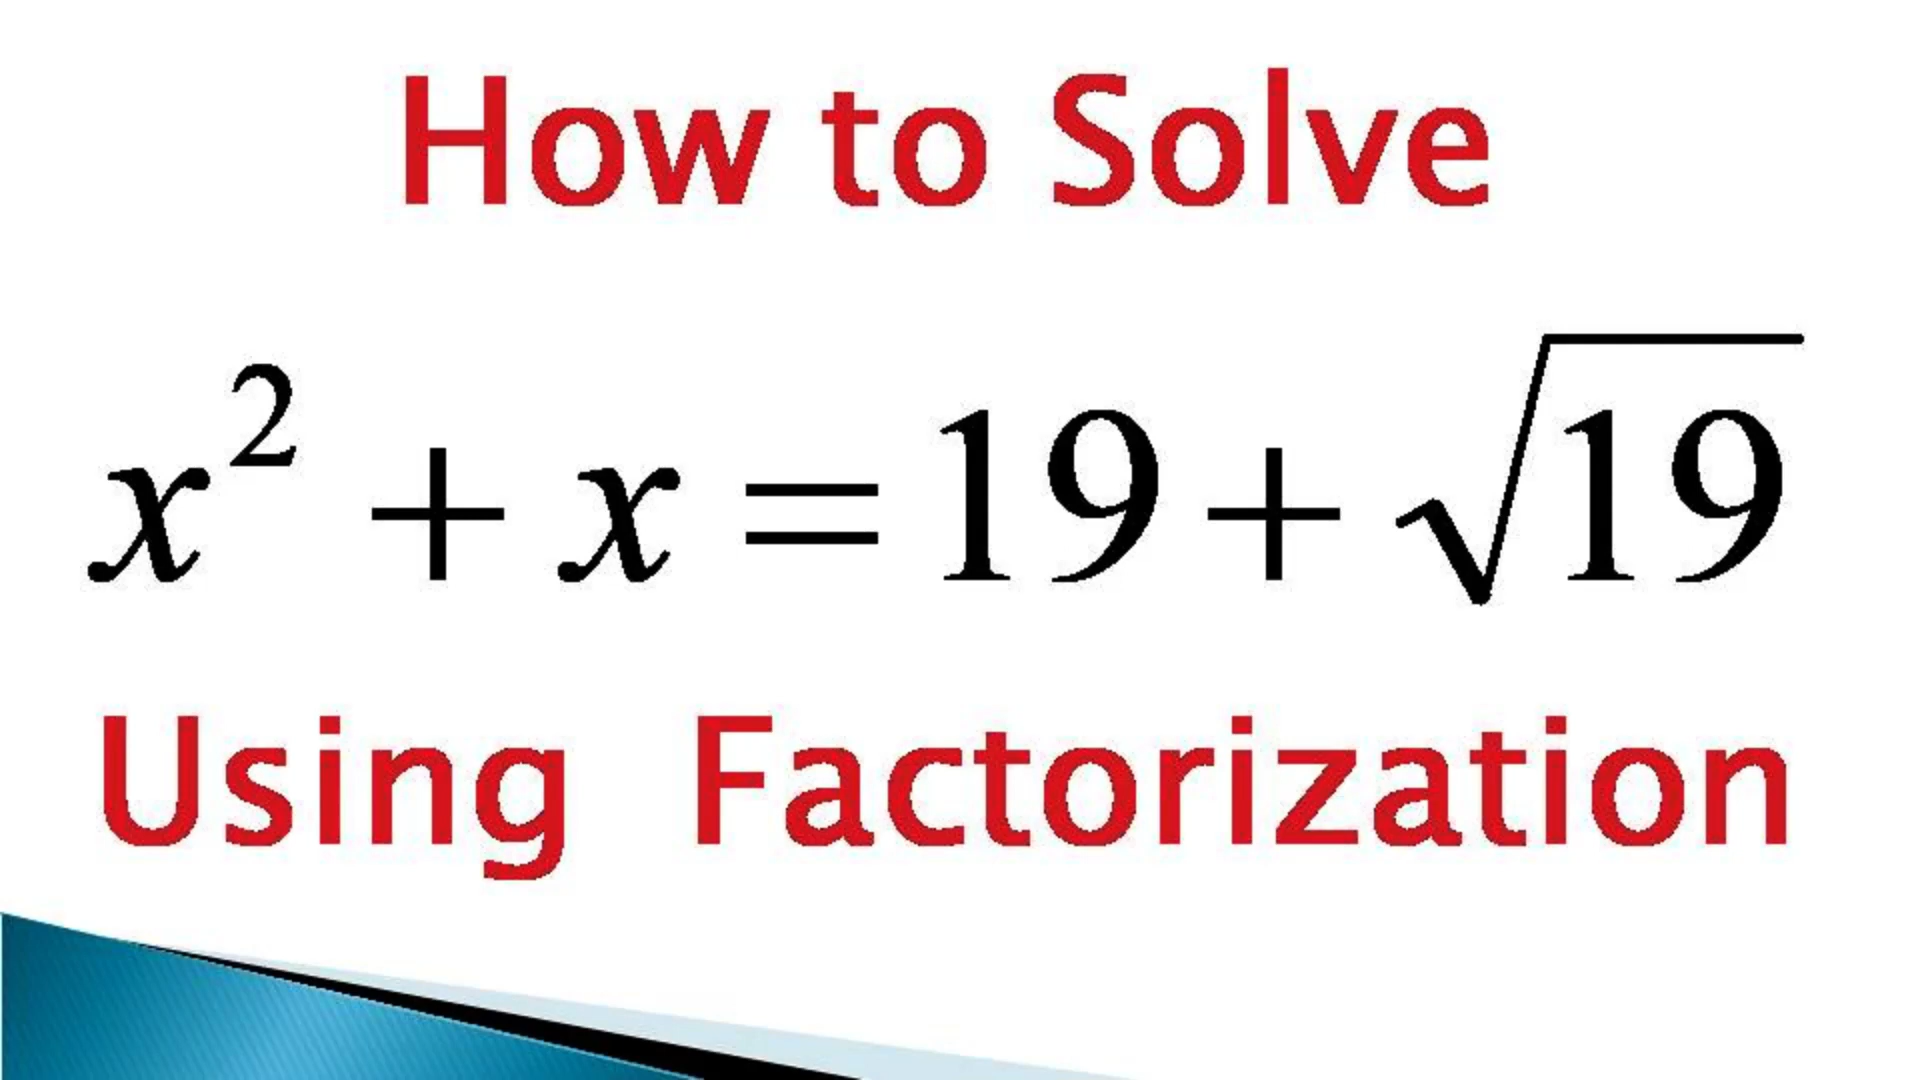 How to Solve
x² + x = 19 + √19
Using Factorization